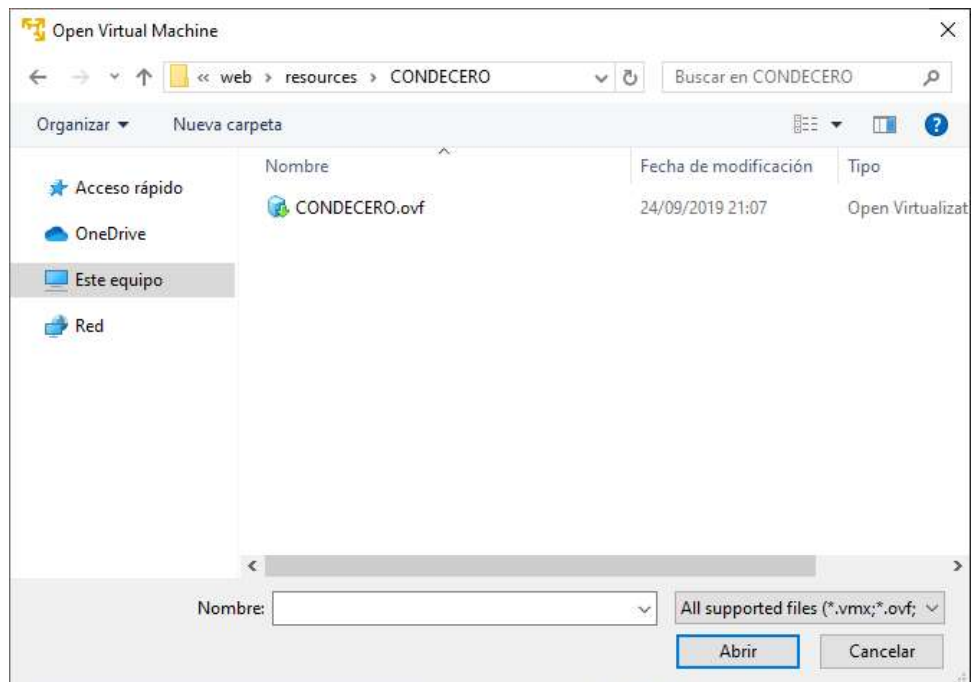 Open Virtual Machine
« web › resources › CONDECERO
Buscar en CONDECERO
Organizar
Nueva carpeta
Nombre
Fecha de modificación
Tipo
Acceso rápido
OneDrive
Este equipo
Red
CONDECERO.ovf
24/09/2019 21:07
Open Virtualizat
Nombre:
All supported files (*.vmx;*.ovf;
Abrir
Cancelar